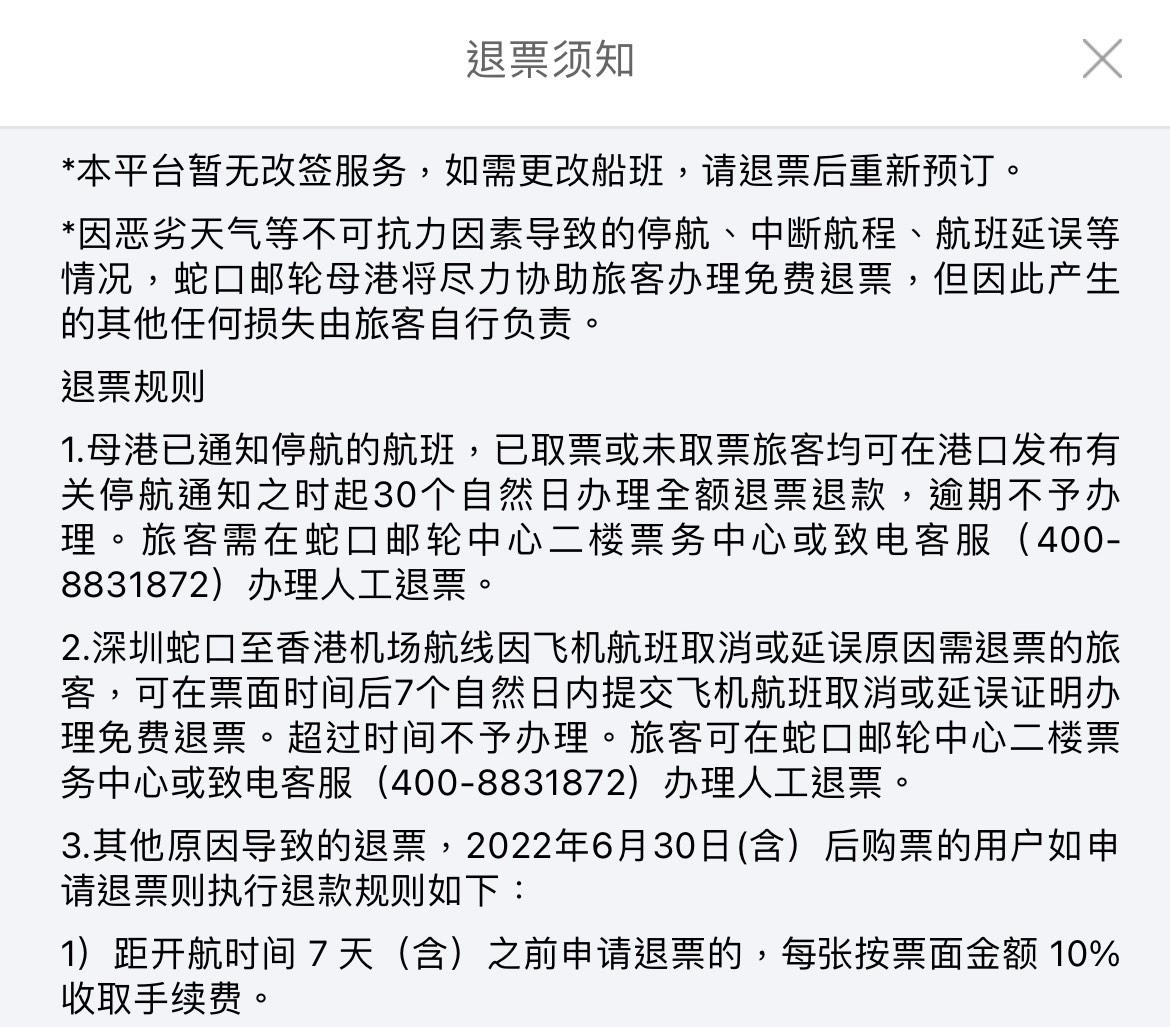 退票须知
*本平台暂无改签服务，如需更改船班，请退票后重新预订。
*因恶劣天气等不可抗力因素导致的停航、中断航程、航班延误等
情况，蛇口邮轮母港将尽力协助旅客办理免费退票，但因此产生
的其他任何损失由旅客自行负责。
退票规则
1.母港已通知停航的航班，已取票或未取票旅客均可在港口发布有
关停航通知之时起30个自然日办理全额退票退款，逾期不予办
理。旅客需在蛇口邮轮中心二楼票务中心或致电客服（400-
8831872）办理人工退票。
2.深圳蛇口至香港机场航线因飞机航班取消或延误原因需退票的旅
客，可在票面时间后7个自然日内提交飞机航班取消或延误证明办
理免费退票。超过时间不予办理。旅客可在蛇口邮轮中心二楼票
务中心或致电客服（400-8831872）办理人工退票。
3.其他原因导致的退票，2022年6月30日(含）后购票的用户如申
请退票则执行退款规则如下：
1）距开航时间 7 天（含）之前申请退票的，每张按票面金额 10%
收取手续费。